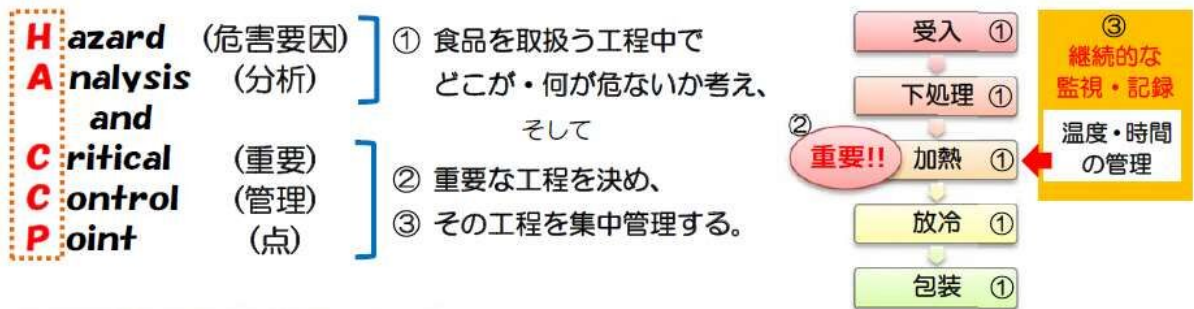 Hazard (危害要因)
Analysis (分析)
and
Critical (重要)
Control (管理)
Point (点)
① 食品を取扱う工程中で
どこが・何が危ないか考え、
そして
② 重要な工程を決め、
③ その工程を集中管理する。
受入 ①
下処理 ①
②
重要!!
加熱 ①
放冷 ①
包装 ①
③
継続的な
監視・記録
温度・時間
の管理